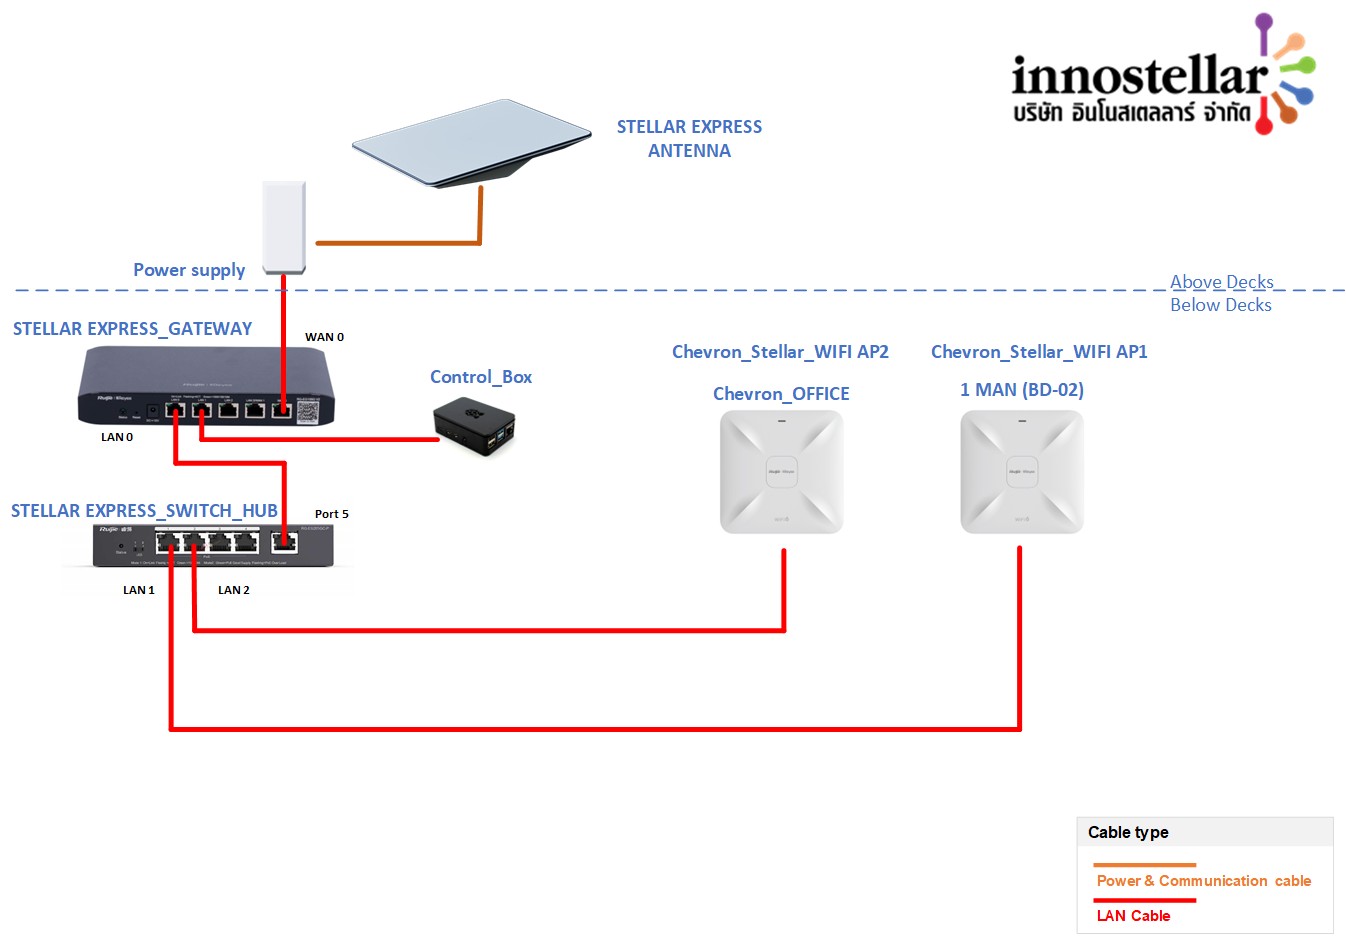 innostellar
บริษัท อินโนสเตลลาร์ จำกัด
STELLAR EXPRESS
ANTENNA
Power supply
Above Decks
Below Decks
STELLAR EXPRESS_GATEWAY
WAN 0
Chevron_Stellar_WIFI AP2
Chevron_Stellar_WIFI AP1
Control_Box
Chevron_OFFICE
1 MAN (BD-02)
Ruijie
LAN 0
STELLAR EXPRESS_SWITCH_HUB
Port 5
Ruijie
LAN 1
LAN 2
Cable type
Power & Communication cable
LAN Cable